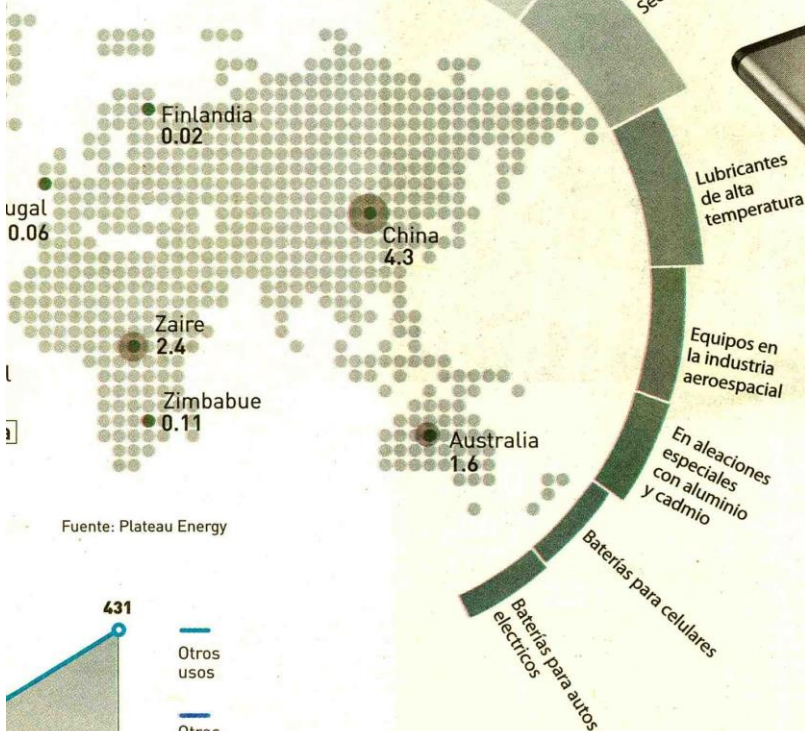 Sec
Finlandia
0.02
ugal
0.06
China
4.3
Lubricantes
de alta
temperatura
Zaire
2.4
l
Zimbabue
0.11
a
Australia
1.6
Equipos en
la industria
aeroespacial
En aleaciones
especiales
con aluminio
y cadmio
Baterías para celulares
Baterías para autos
electricos
Fuente: Plateau Energy
431
Otros
usos
Otros